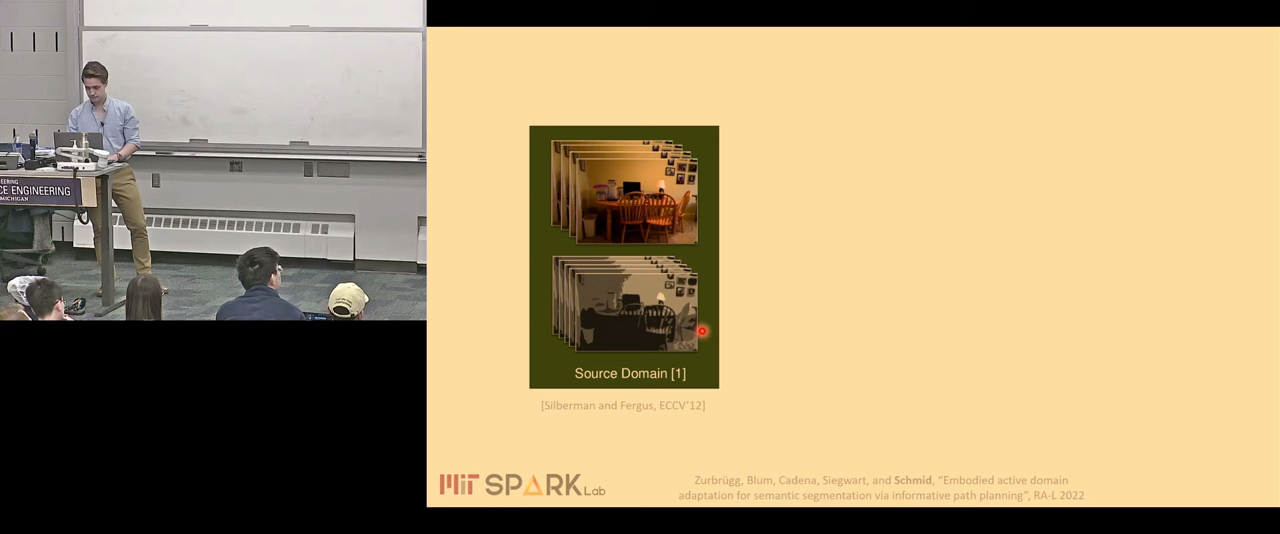 EERING
CE ENGINEERING
MICHIGAN
Source Domain [1]
[Silberman and Fergus, ECCV'12]
MIT SPARK Lab
Zurbrügg, Blum, Cadena, Siegwart, and Schmid, "Embodied active domain
adaptation for semantic segmentation via informative path planning", RA-L 2022